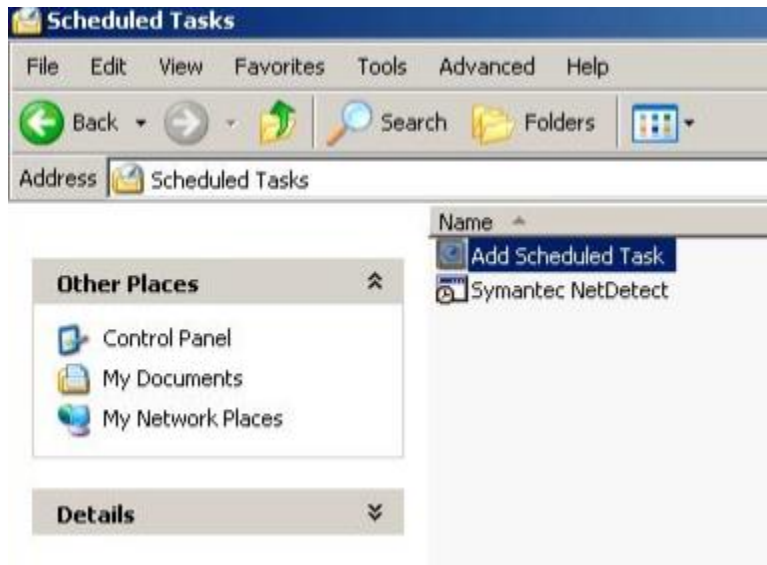 Scheduled Tasks
File Edit View Favorites Tools Advanced Help
Back Search Folders
Address Scheduled Tasks
Name
Add Scheduled Task
Symantec NetDetect
Other Places
Control Panel
My Documents
My Network Places
Details